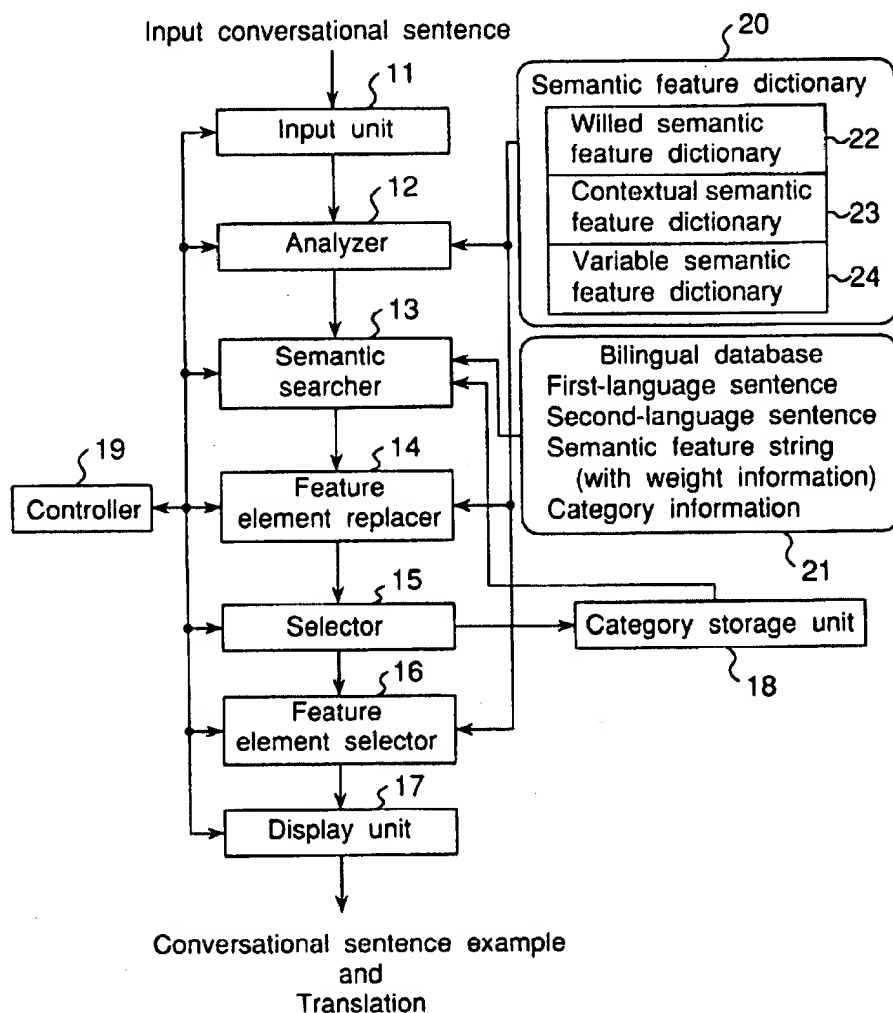 Input conversational sentence
11
Input unit
12
Analyzer
13
Semantic
searcher
14
Feature
element replacer
15
Selector
16
Feature
element selector
17
Display unit
Conversational sentence example
and
Translation
19
Controller
20
Semantic feature dictionary
Willed semantic
feature dictionary
22
Contextual semantic
feature dictionary
23
Variable semantic
feature dictionary
24
Bilingual database
First-language sentence
Second-language sentence
Semantic feature string
(with weight information)
Category information
21
Category storage unit
18